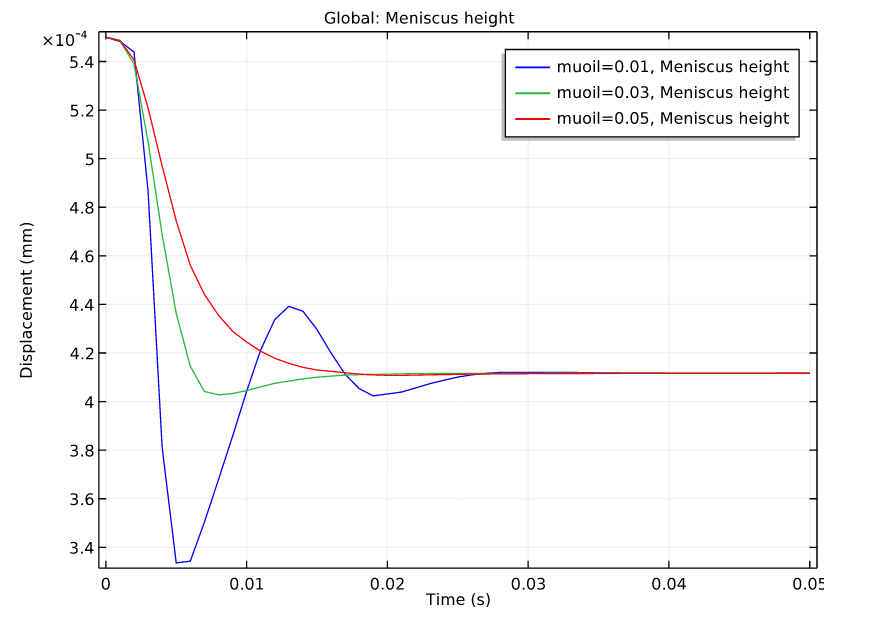 Global: Meniscus height
×10⁻⁴
5.4
5.2
5
4.8
4.6
4.4
4.2
4
3.8
3.6
3.4
Displacement (mm)
muoil=0.01, Meniscus height
muoil=0.03, Meniscus height
muoil=0.05, Meniscus height
0 0.01 0.02 0.03 0.04 0.05
Time (s)